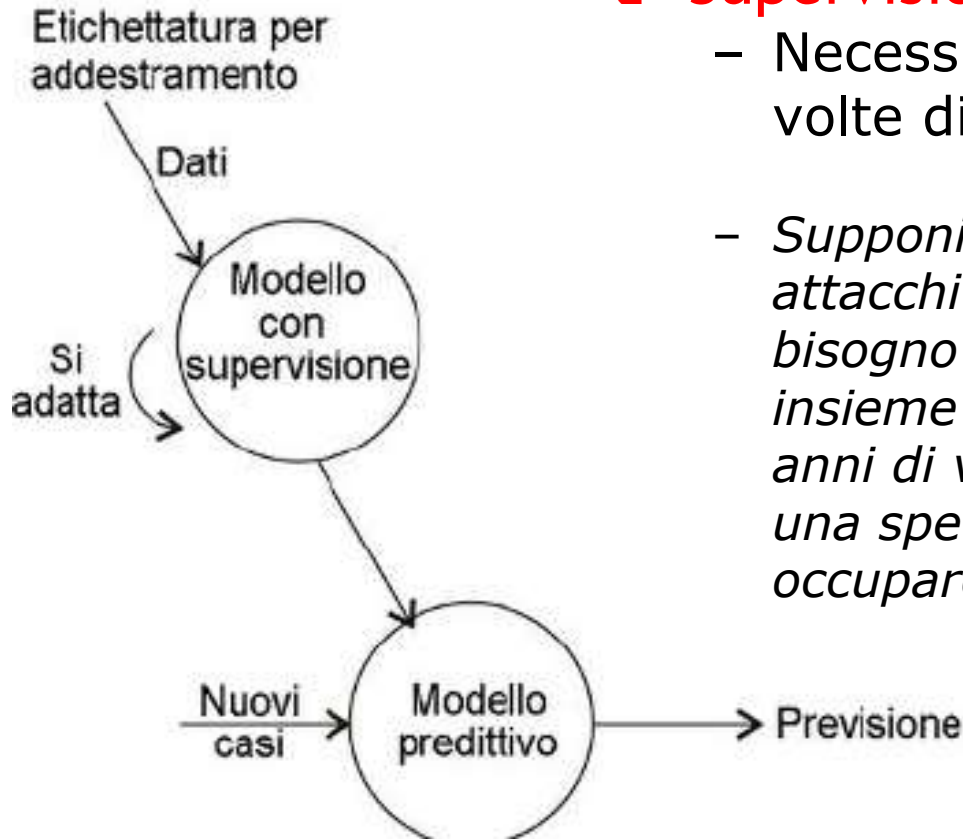 Etichettatura per
addestramento
Dati
Modello
con
supervisione
Si
adatta
Nuovi
casi
Modello
predittivo
Previsione
– Necess
volte di
– Supponi
attacchi
bisogno
insieme
anni di v
una spe
occupar